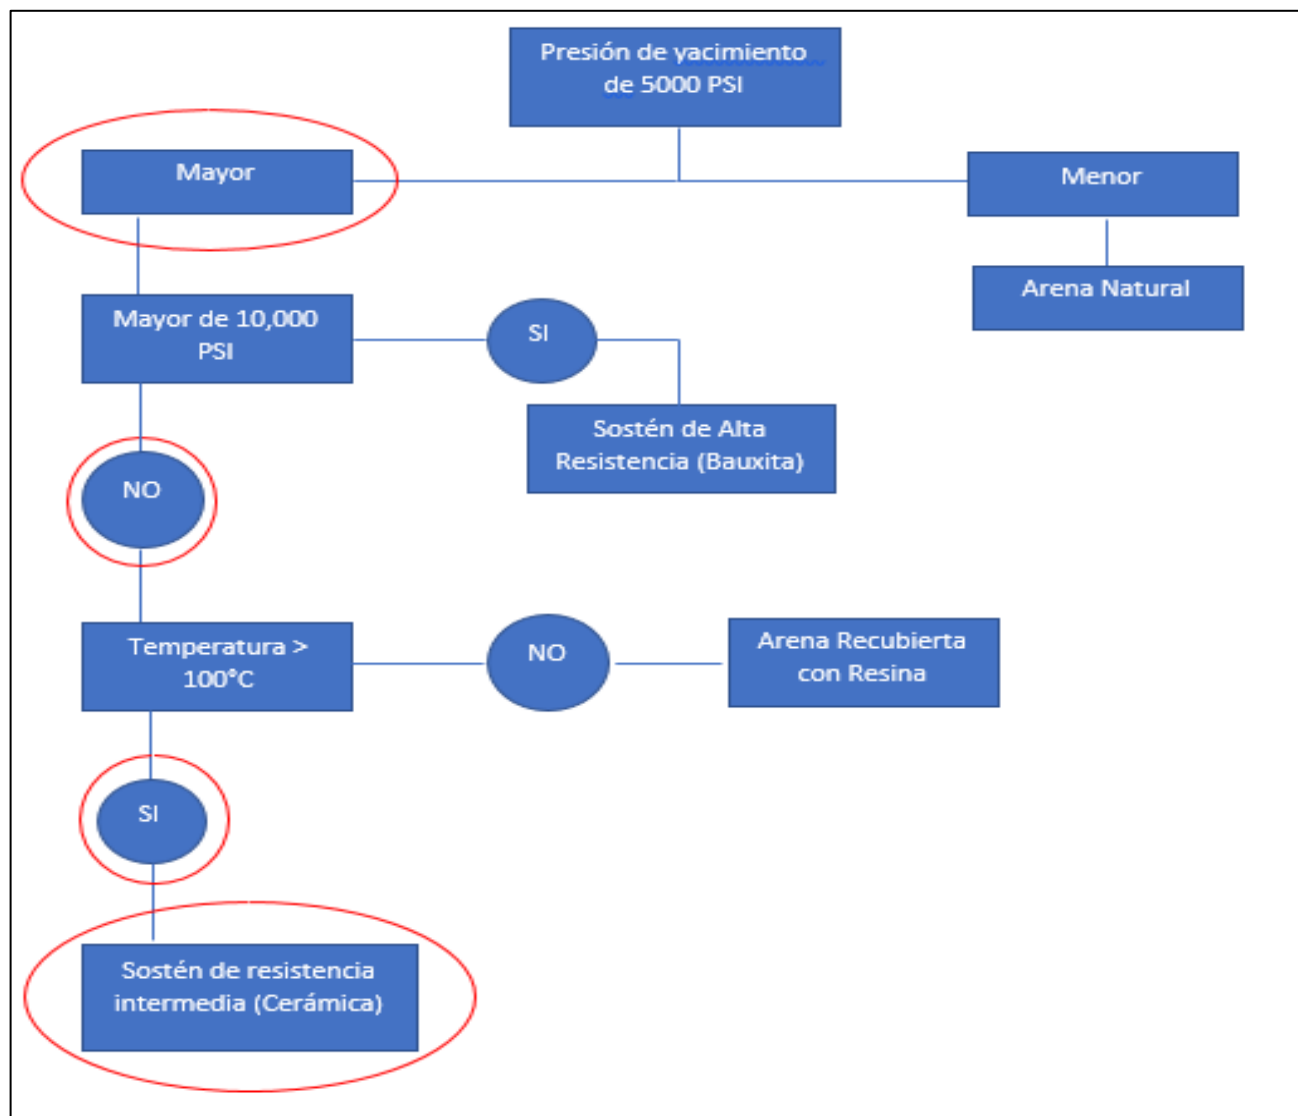 Presión de yacimiento
de 5000 PSI
Mayor
Menor
Arena Natural
Mayor de 10,000
PSI
SI
Sostén de Alta
Resistencia (Bauxita)
NO
Temperatura >
100°C
NO
Arena Recubierta
con Resina
SI
Sostén de resistencia
intermedia (Cerámica)